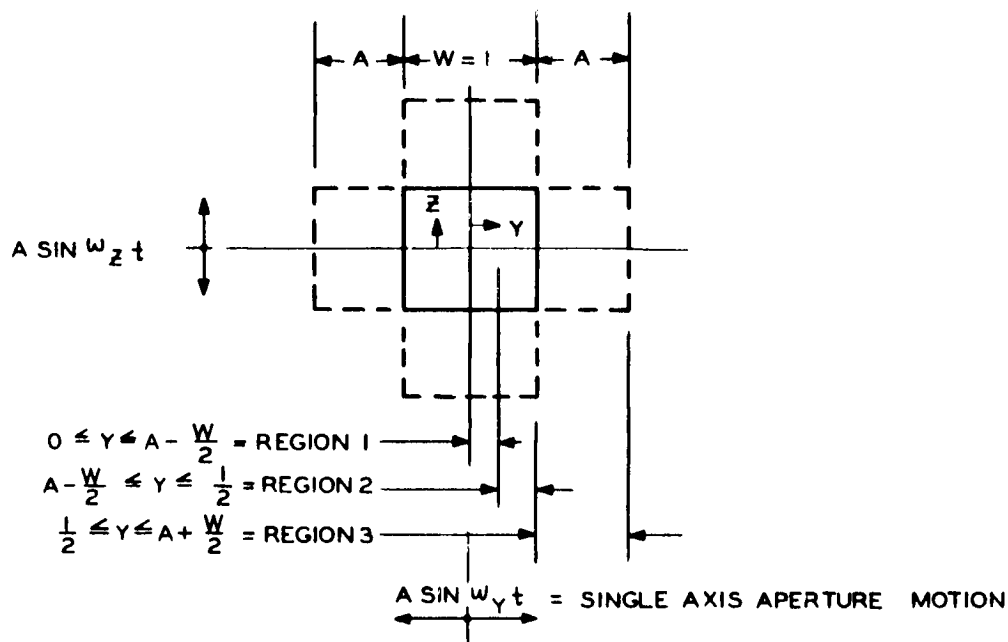 A W = 1 A
Z
Y
A SIN ω_Z t
0 ≤ Y ≤ A - W/2 = REGION 1
A - W/2 ≤ Y ≤ 1/2 = REGION 2
1/2 ≤ Y ≤ A + W/2 = REGION 3
A SIN ω_Y t = SINGLE AXIS APERTURE MOTION